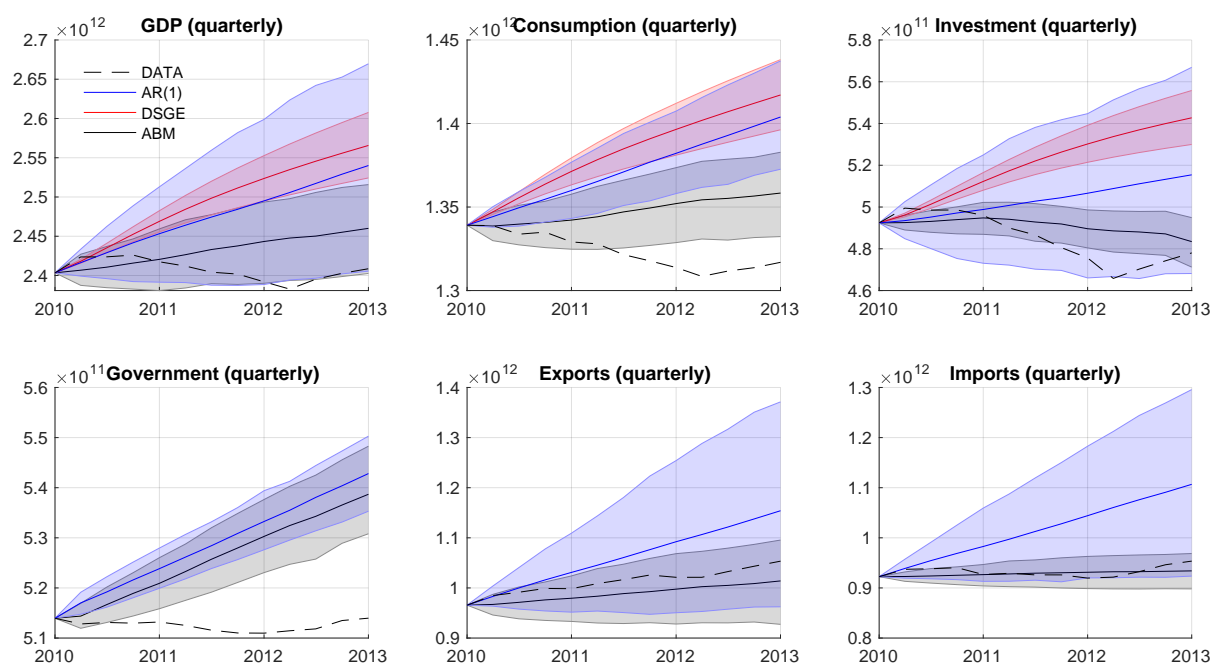 ×10^12 GDP (quarterly)
2.7
2.65
2.6
2.55
2.5
2.45
2.4
2010 2011 2012 2013
DATA
AR(1)
DSGE
ABM
×10^12 Consumption (quarterly)
1.45
1.4
1.35
1.3
2010 2011 2012 2013
×10^11 Investment (quarterly)
5.8
5.6
5.4
5.2
5
4.8
4.6
2010 2011 2012 2013
×10^11 Government (quarterly)
5.6
5.5
5.4
5.3
5.2
5.1
2010 2011 2012 2013
×10^12 Exports (quarterly)
1.4
1.3
1.2
1.1
1
0.9
2010 2011 2012 2013
×10^12 Imports (quarterly)
1.3
1.2
1.1
1
0.9
0.8
2010 2011 2012 2013